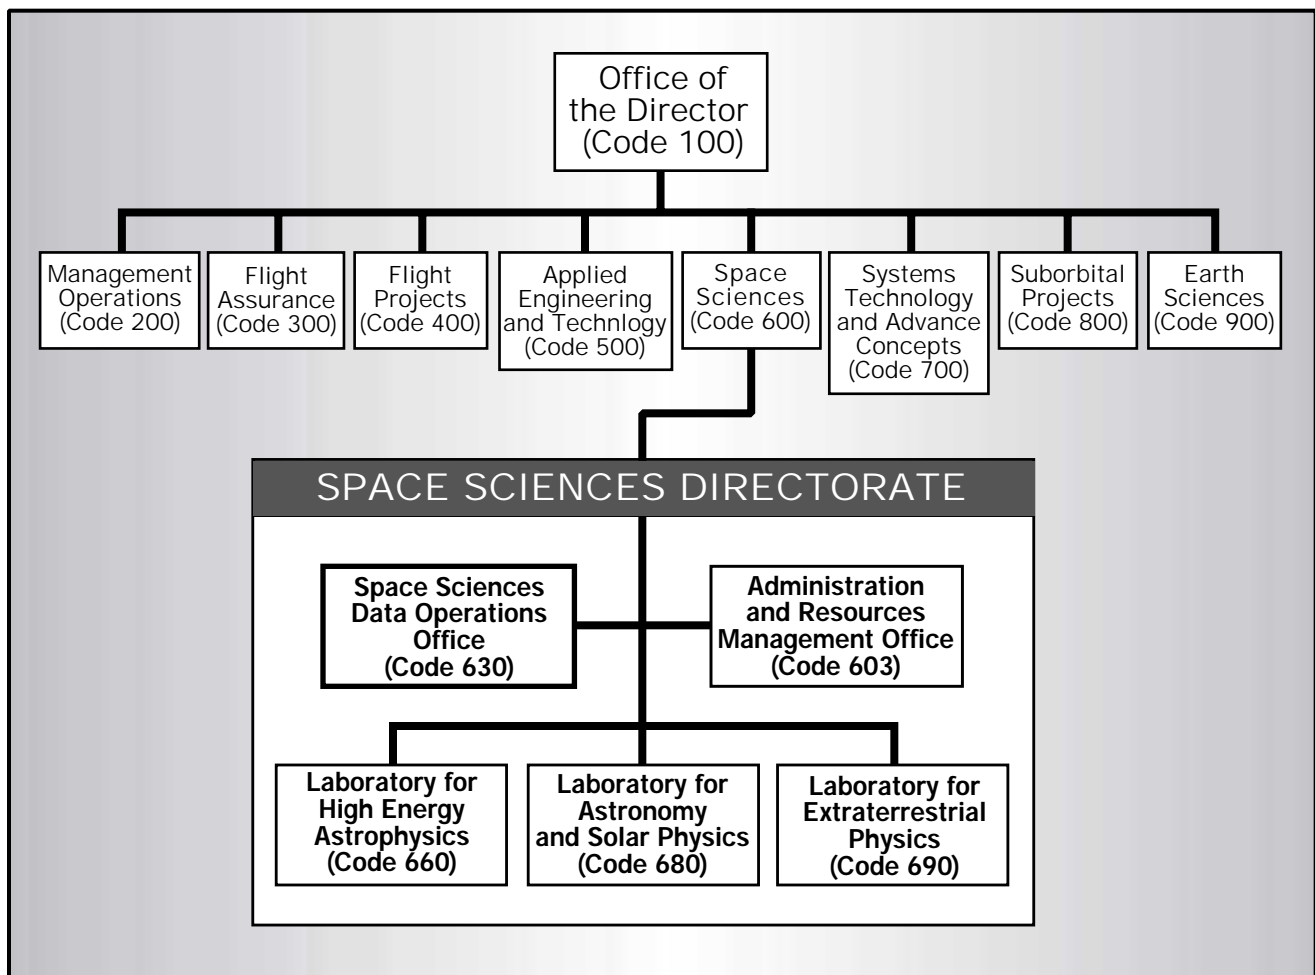 Office of
the Director
(Code 100)
Management
Operations
(Code 200)
Flight
Assurance
(Code 300)
Flight
Projects
(Code 400)
Applied
Engineering
and Technlogy
(Code 500)
Space
Sciences
(Code 600)
Systems
Technology
and Advance
Concepts
(Code 700)
Suborbital
Projects
(Code 800)
Earth
Sciences
(Code 900)
SPACE SCIENCES DIRECTORATE
Space Sciences
Data Operations
Office
(Code 630)
Administration
and Resources
Management Office
(Code 603)
Laboratory for
High Energy
Astrophysics
(Code 660)
Laboratory for
Astronomy
and Solar Physics
(Code 680)
Laboratory for
Extraterrestrial
Physics
(Code 690)